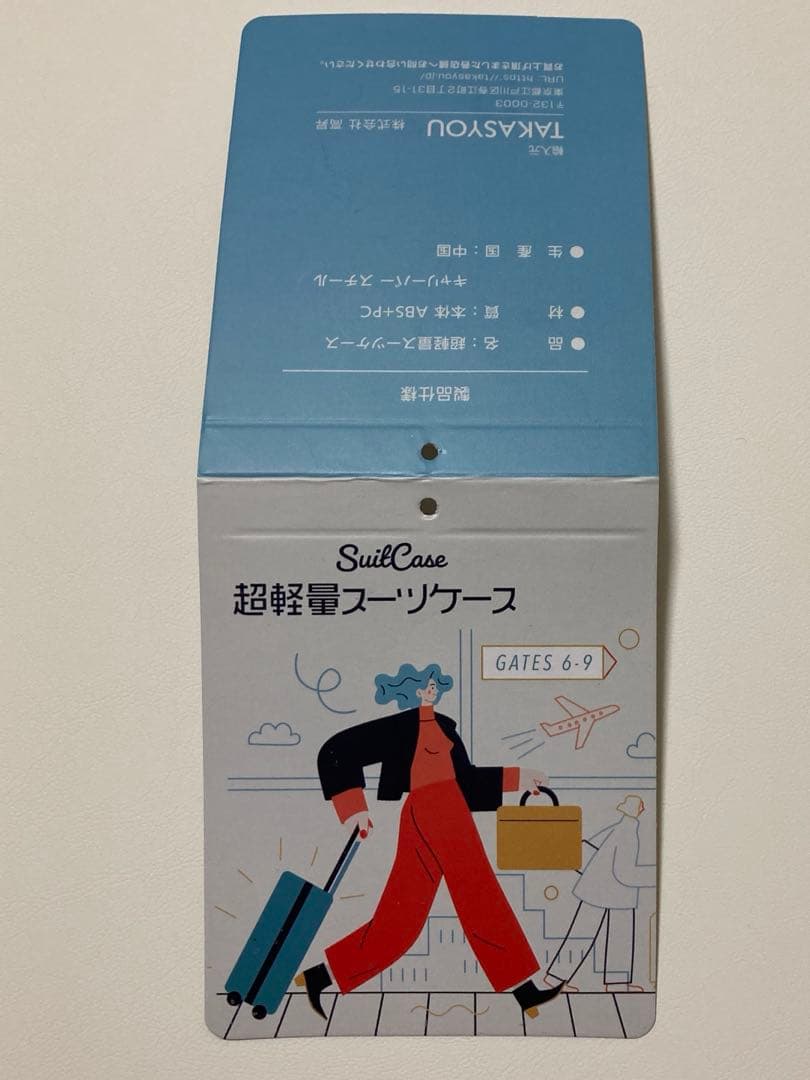 SuitCase
超軽量スーツケース
GATES 6-9
製品仕様
● 品 名：超軽量スーツケース
● 材 質：本体 ABS+PC
キャリーバー スチール
● 生 産 国：中国
輸入元
TAKASYOU 株式会社 高昇
〒132-0003
東京都江戸川区春江町2丁目31-15
URL https://takasyou.jp/
お買上げ頂きました各店舗へお問い合わせください。